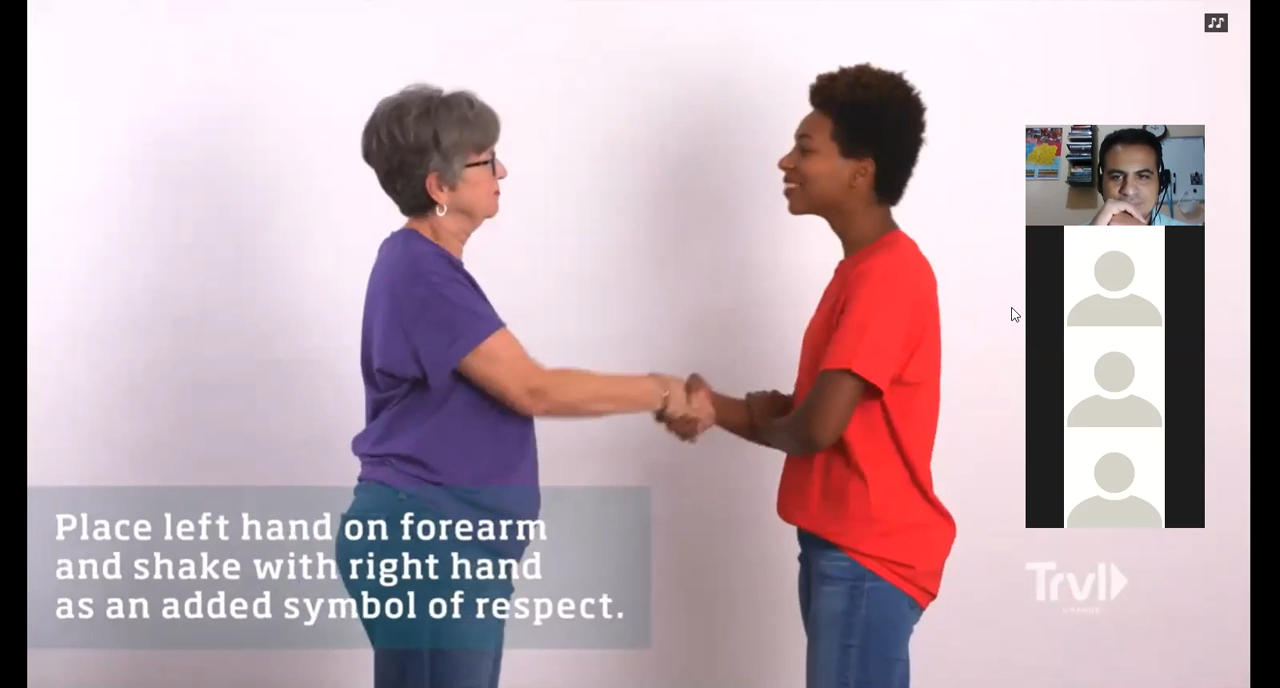 Place left hand on forearm
and shake with right hand
as an added symbol of respect.
Trvl